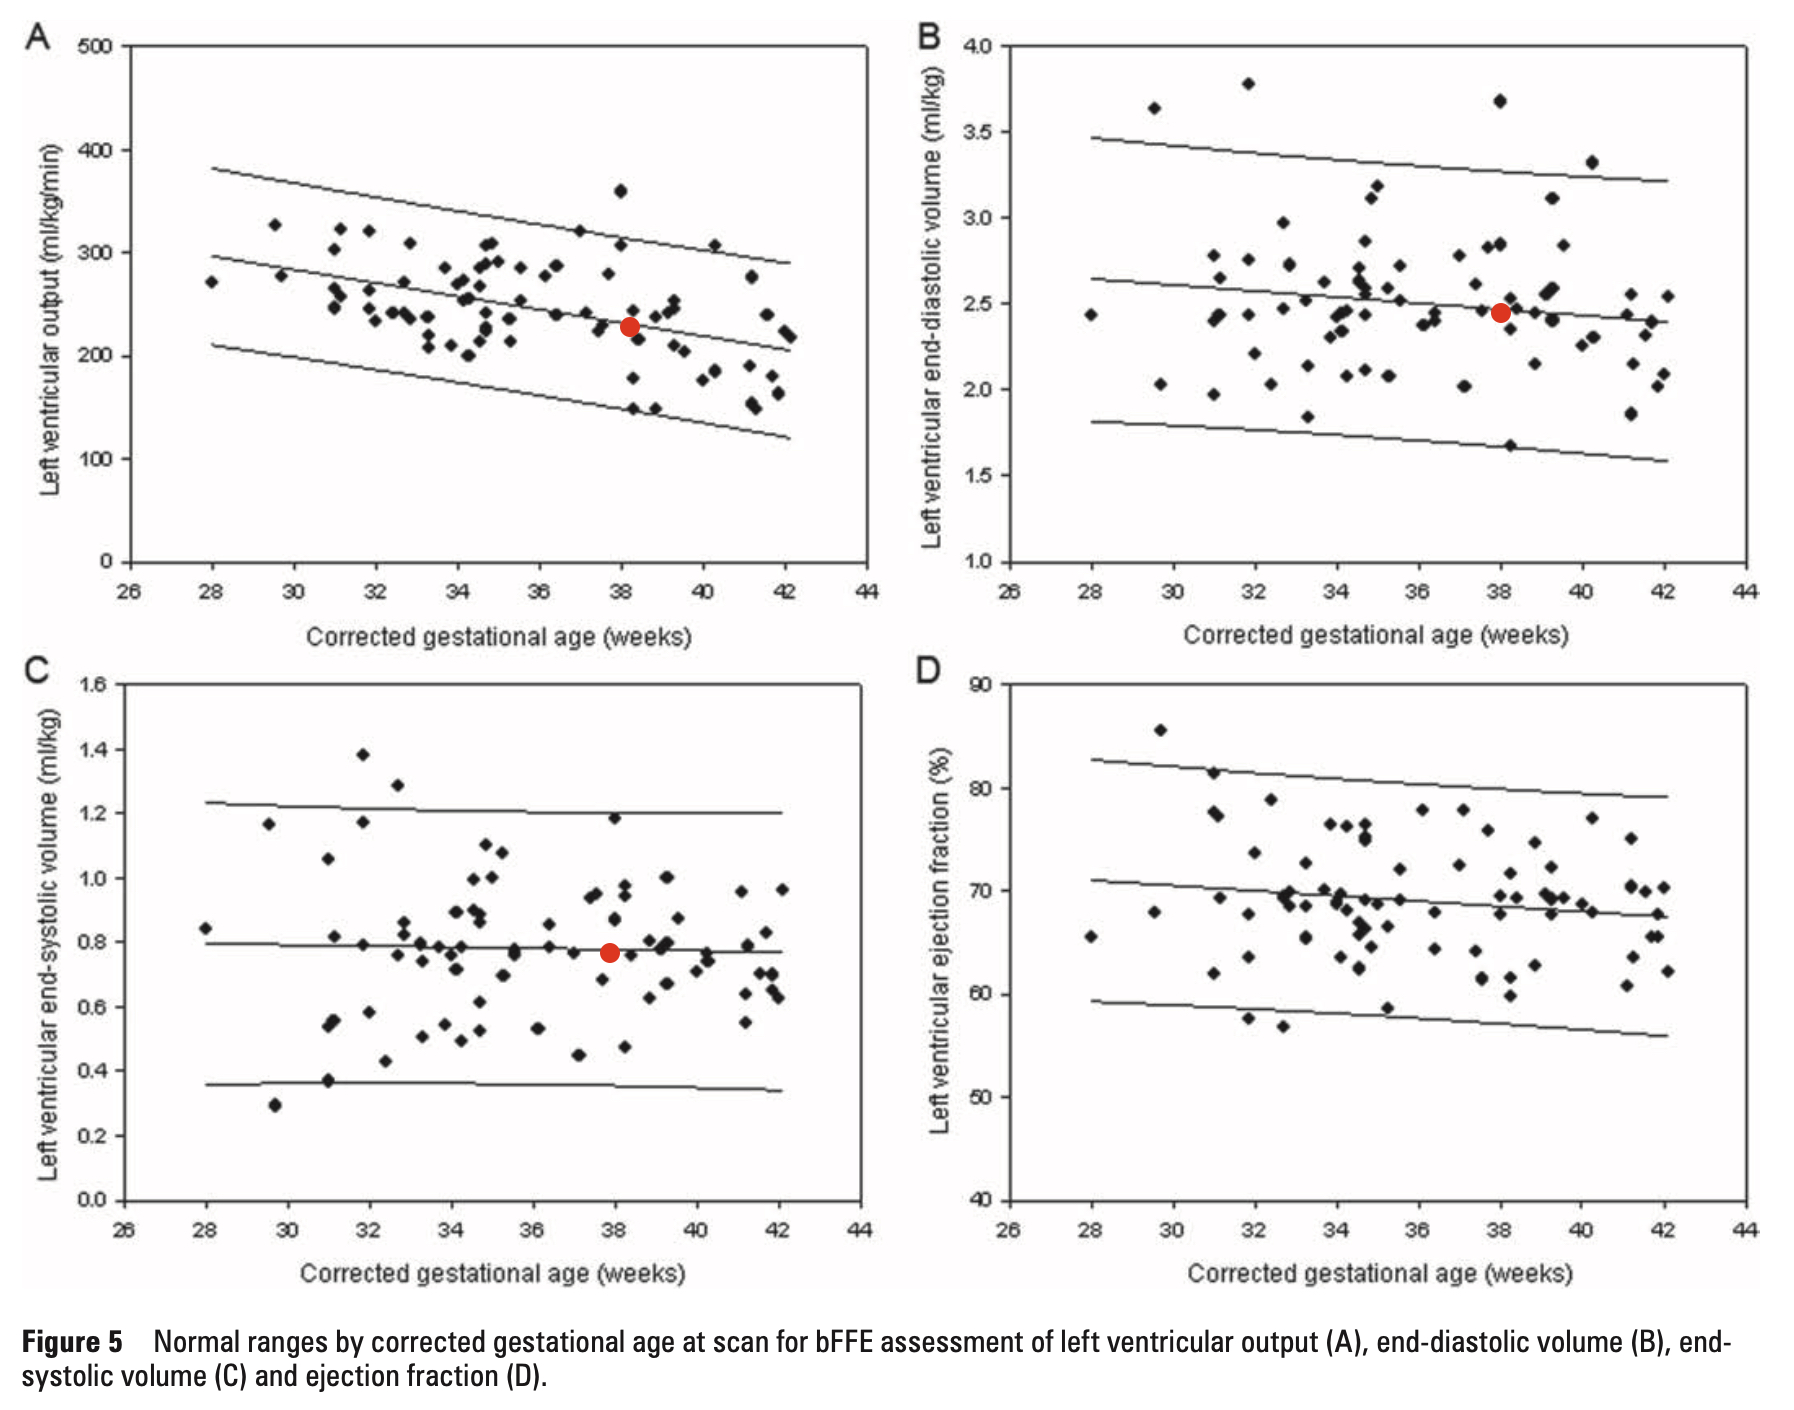 A
500
400
300
200
100
0
26 28 30 32 34 36 38 40 42 44
Left ventricular output (ml/kg/min)
Corrected gestational age (weeks)
B
4.0
3.5
3.0
2.5
2.0
1.5
1.0
26 28 30 32 34 36 38 40 42 44
Left ventricular end-diastolic volume (ml/kg)
Corrected gestational age (weeks)
C
1.6
1.4
1.2
1.0
0.8
0.6
0.4
0.2
0.0
26 28 30 32 34 36 38 40 42 44
Left ventricular end-systolic volume (ml/kg)
Corrected gestational age (weeks)
D
90
80
70
60
50
40
26 28 30 32 34 36 38 40 42 44
Left ventricular ejection fraction (%)
Corrected gestational age (weeks)
Figure 5 Normal ranges by corrected gestational age at scan for bFFE assessment of left ventricular output (A), end-diastolic volume (B), end-
systolic volume (C) and ejection fraction (D).